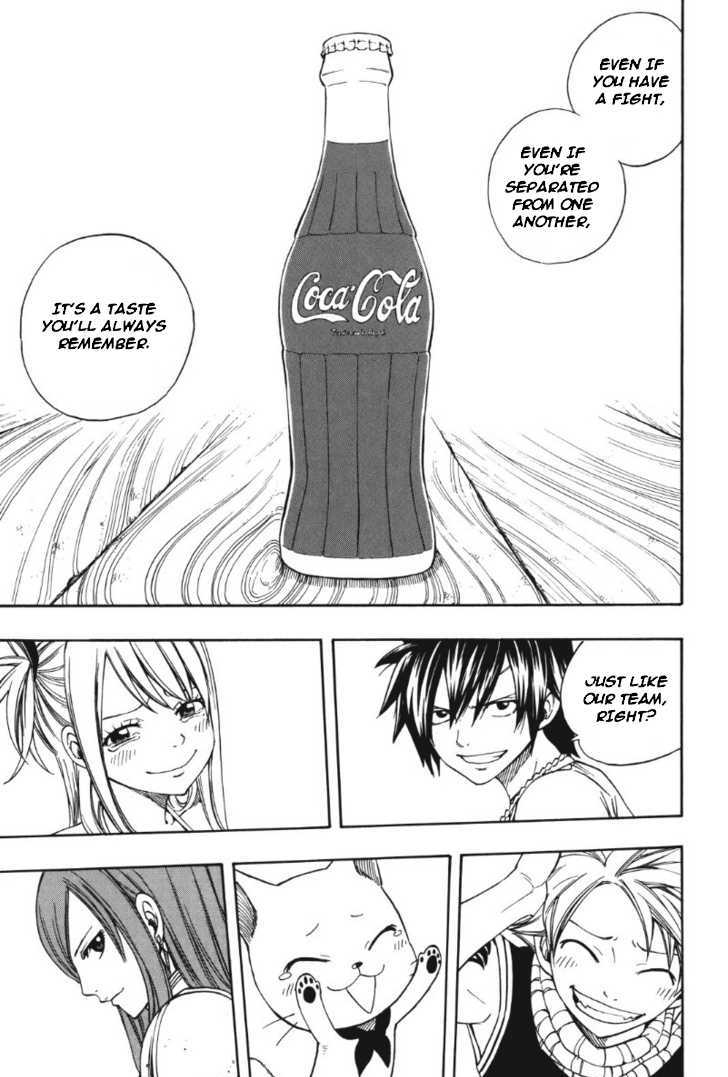 EVEN IF
YOU HAVE
A FIGHT,
EVEN IF
YOU'RE
SEPARATED
FROM ONE
ANOTHER,
IT'S A TASTE
YOU'LL ALWAYS
REMEMBER.
Coca-Cola
JUST LIKE
OUR TEAM,
RIGHT?